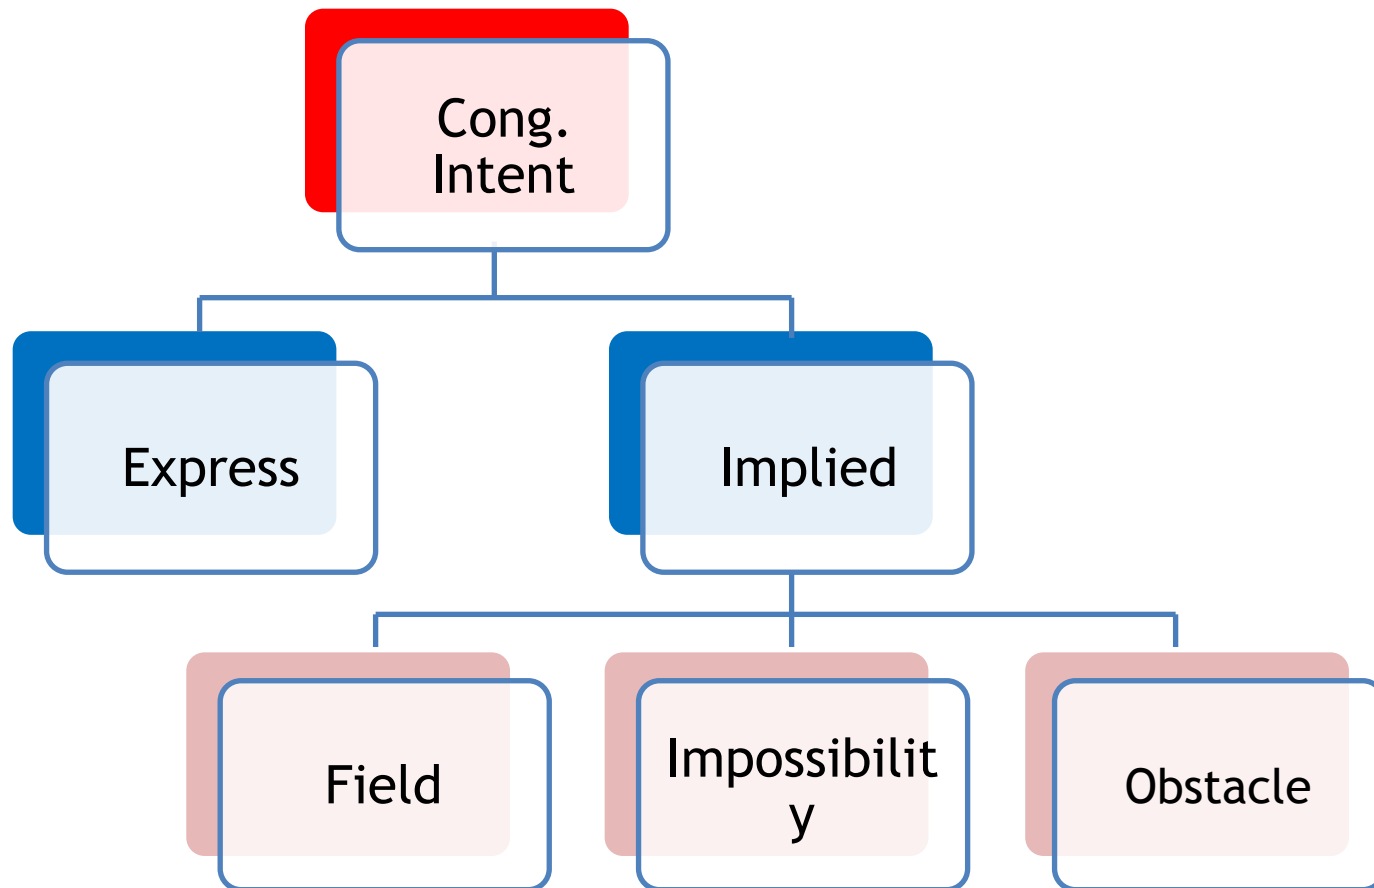 Cong.
Intent
Express
Implied
Field
Impossibilit
y
Obstacle